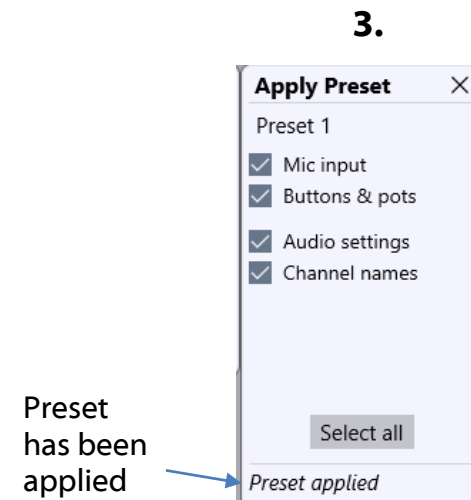 3.
Apply Preset
Preset 1
Mic input
Buttons & pots
Audio settings
Channel names
Select all
Preset
has been
applied
Preset applied